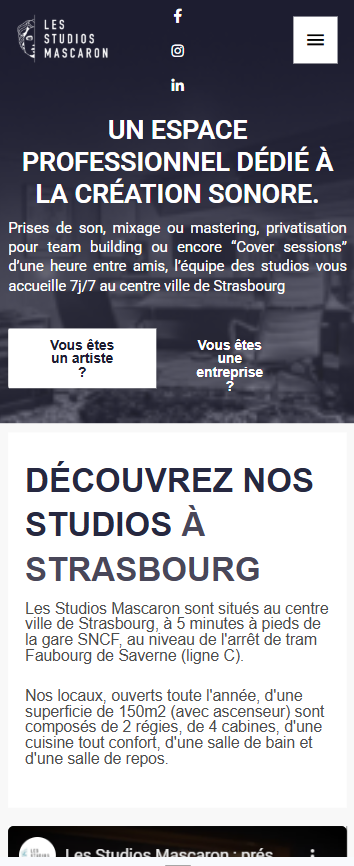 LES
STUDIOS
MASCARON
UN ESPACE
PROFESSIONNEL DÉDIÉ À
LA CRÉATION SONORE.
Prises de son, mixage ou mastering, privatisation
pour team building ou encore “Cover sessions”
d’une heure entre amis, l’équipe des studios vous
accueille 7j/7 au centre ville de Strasbourg
Vous êtes
un artiste
?
Vous êtes
une
entreprise
?
DÉCOUVREZ NOS
STUDIOS À
STRASBOURG
Les Studios Mascaron sont situés au centre
ville de Strasbourg, à 5 minutes à pieds de
la gare SNCF, au niveau de l'arrêt de tram
Faubourg de Saverne (ligne C).
Nos locaux, ouverts toute l'année, d'une
superficie de 150m2 (avec ascenseur) sont
composés de 2 régies, de 4 cabines, d'une
cuisine tout confort, d'une salle de bain et
d'une salle de repos.
Les Studios Mascaron : prés